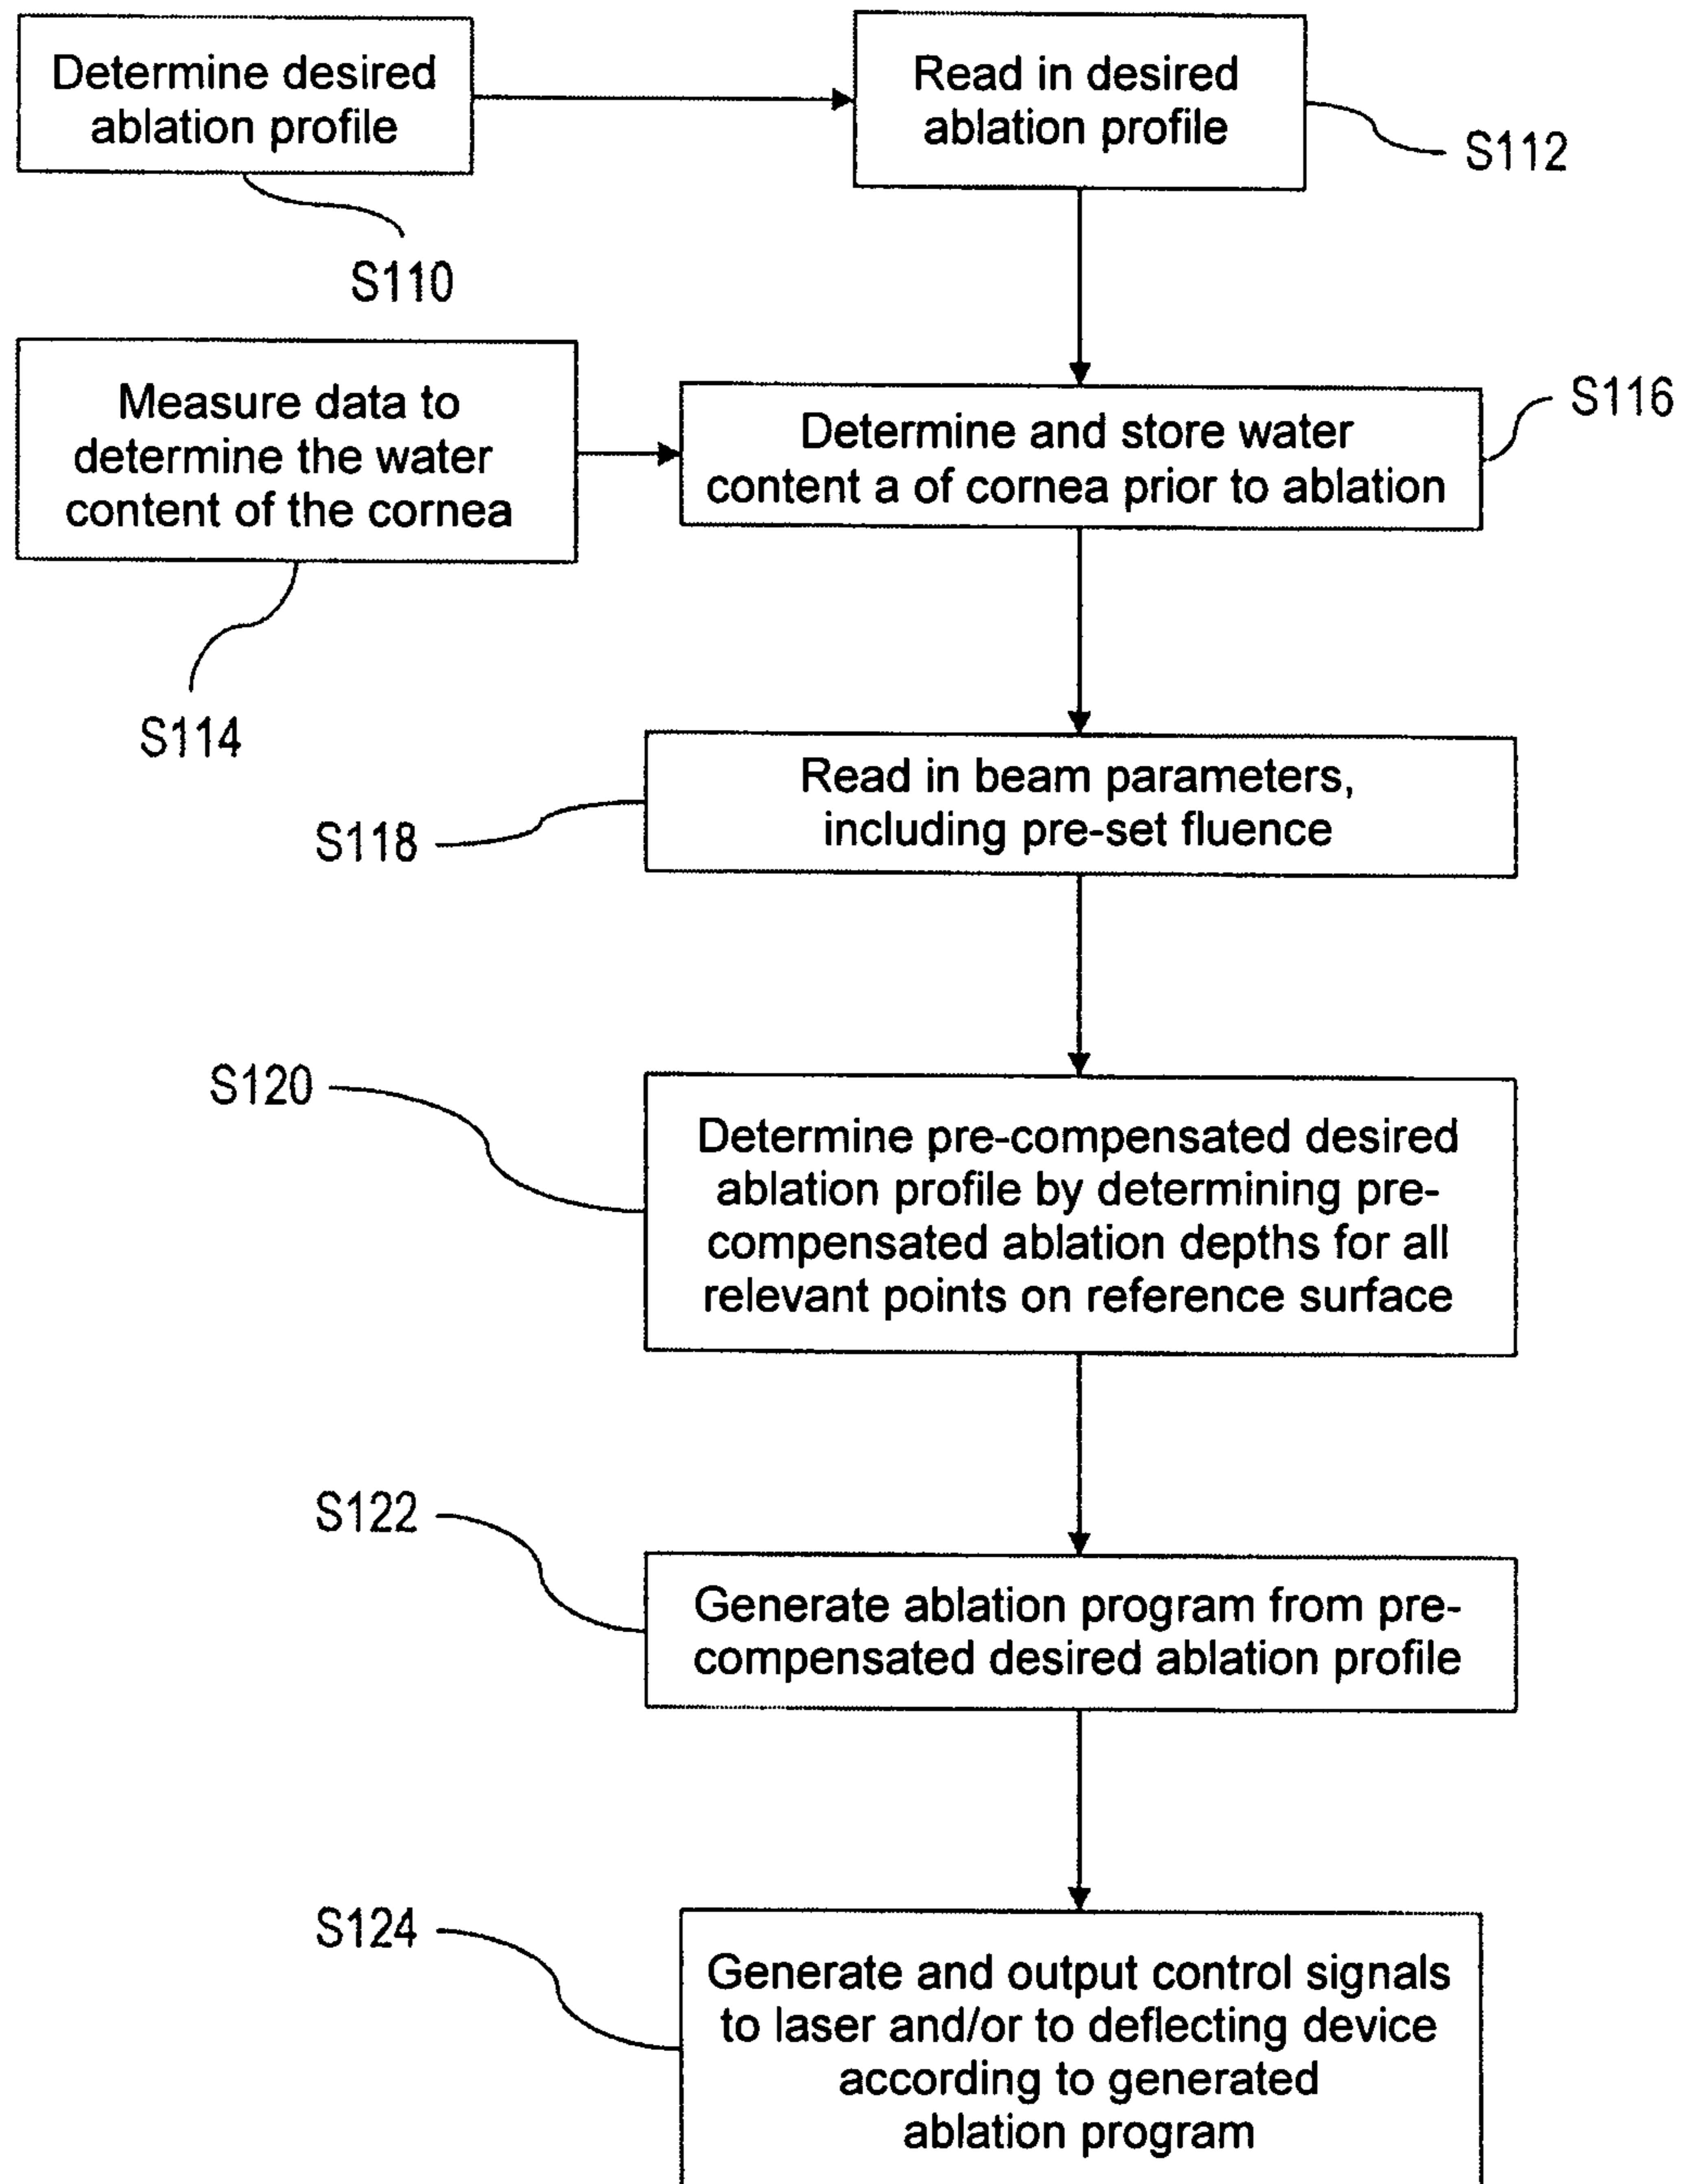 Determine desired
ablation profile
Read in desired
ablation profile
S112
S110
Measure data to
determine the water
content of the cornea
Determine and store water
content a of cornea prior to ablation
S116
S114
Read in beam parameters,
including pre-set fluence
S118
S120
Determine pre-compensated desired
ablation profile by determining pre-
compensated ablation depths for all
relevant points on reference surface
S122
Generate ablation program from pre-
compensated desired ablation profile
S124
Generate and output control signals
to laser and/or to deflecting device
according to generated
ablation program